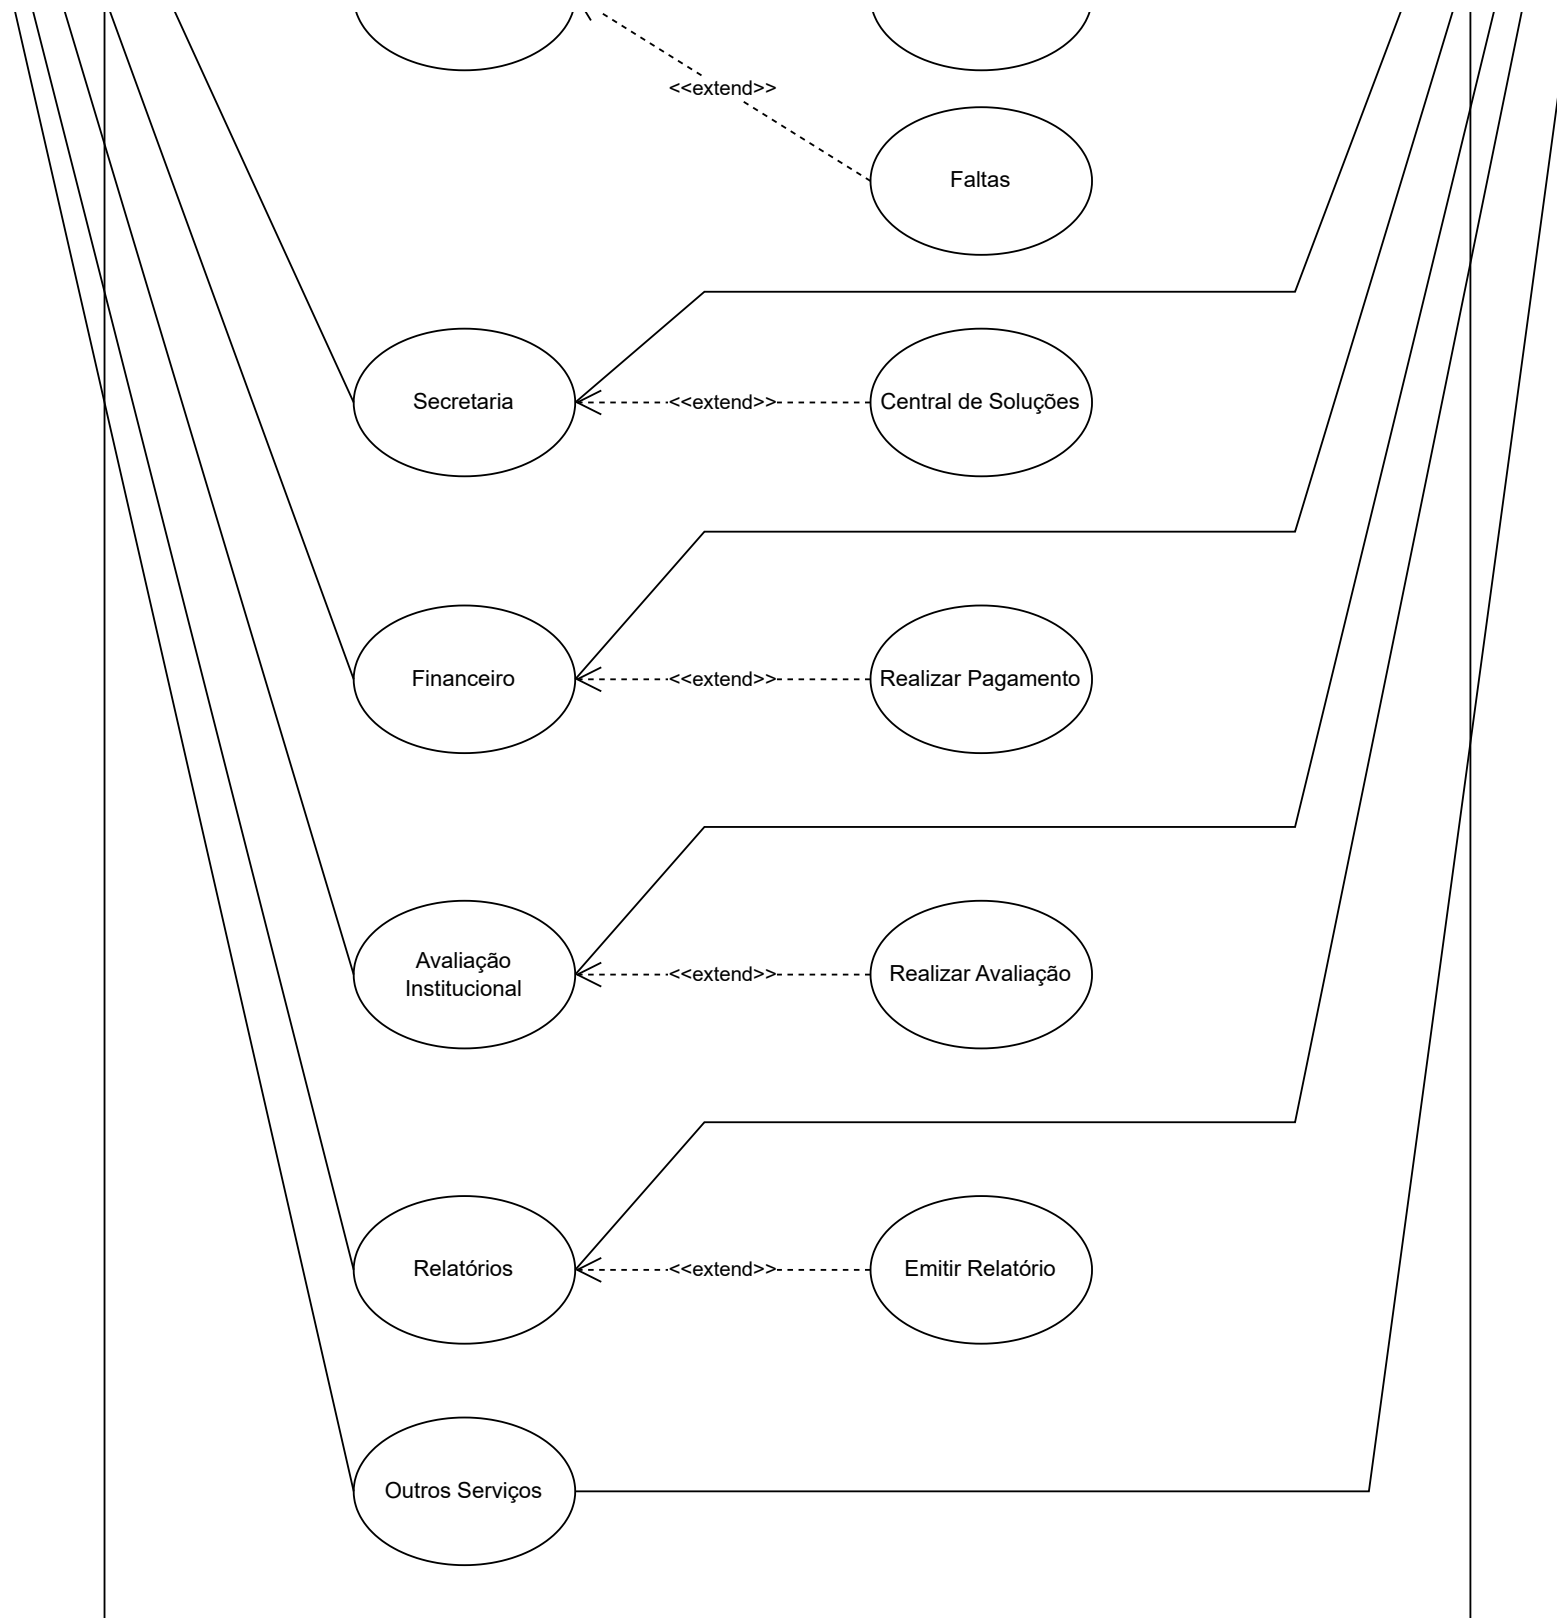 <<extend>>
Faltas
Secretaria
<<extend>>
Central de Soluções
Financeiro
<<extend>>
Realizar Pagamento
Avaliação
Institucional
<<extend>>
Realizar Avaliação
Relatórios
<<extend>>
Emitir Relatório
Outros Serviços